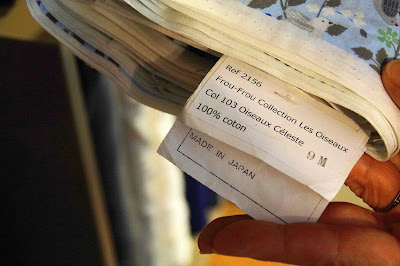 Ref 2156
Frou-Frou Collection Les Oiseaux
Col 103 Oiseaux Céleste
100% coton
9 M
MADE IN JAPAN